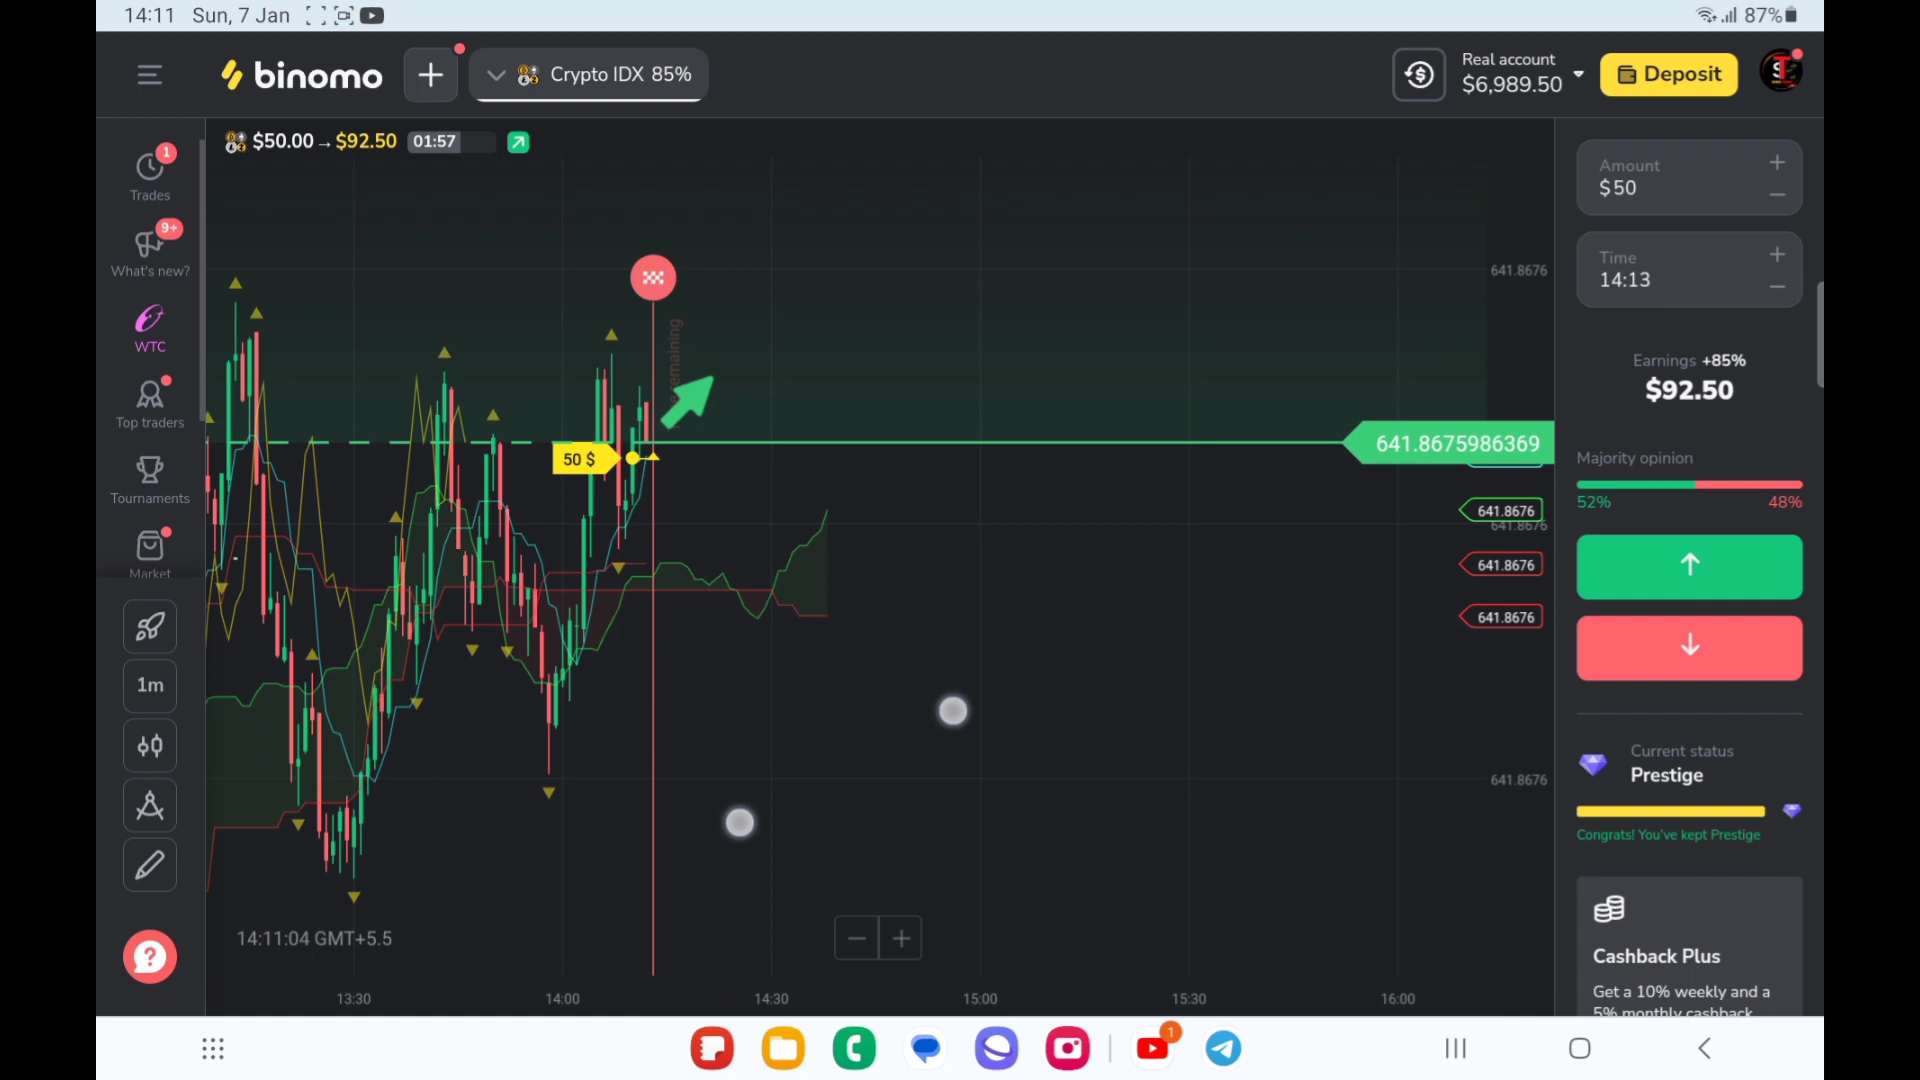 14:11 Sun, 7 Jan
87%
binomo
Crypto IDX 85%
Real account
$6,989.50
Deposit
$50.00→$92.50 01:57
1
Trades
9+
What's new?
WTC
Top traders
Tournaments
Market
1m
remaining
50 $
641.8676
641.8675986369
641.8676
641.8676
641.8676
641.8676
641.8676
14:11:04 GMT+5.5
13:30 14:00 14:30 15:00 15:30 16:00
Amount
$50
Time
14:13
Earnings +85%
$92.50
Majority opinion
52% 48%
Current status
Prestige
Congrats! You've kept Prestige
Cashback Plus
Get a 10% weekly and a
5% monthly cashback
1